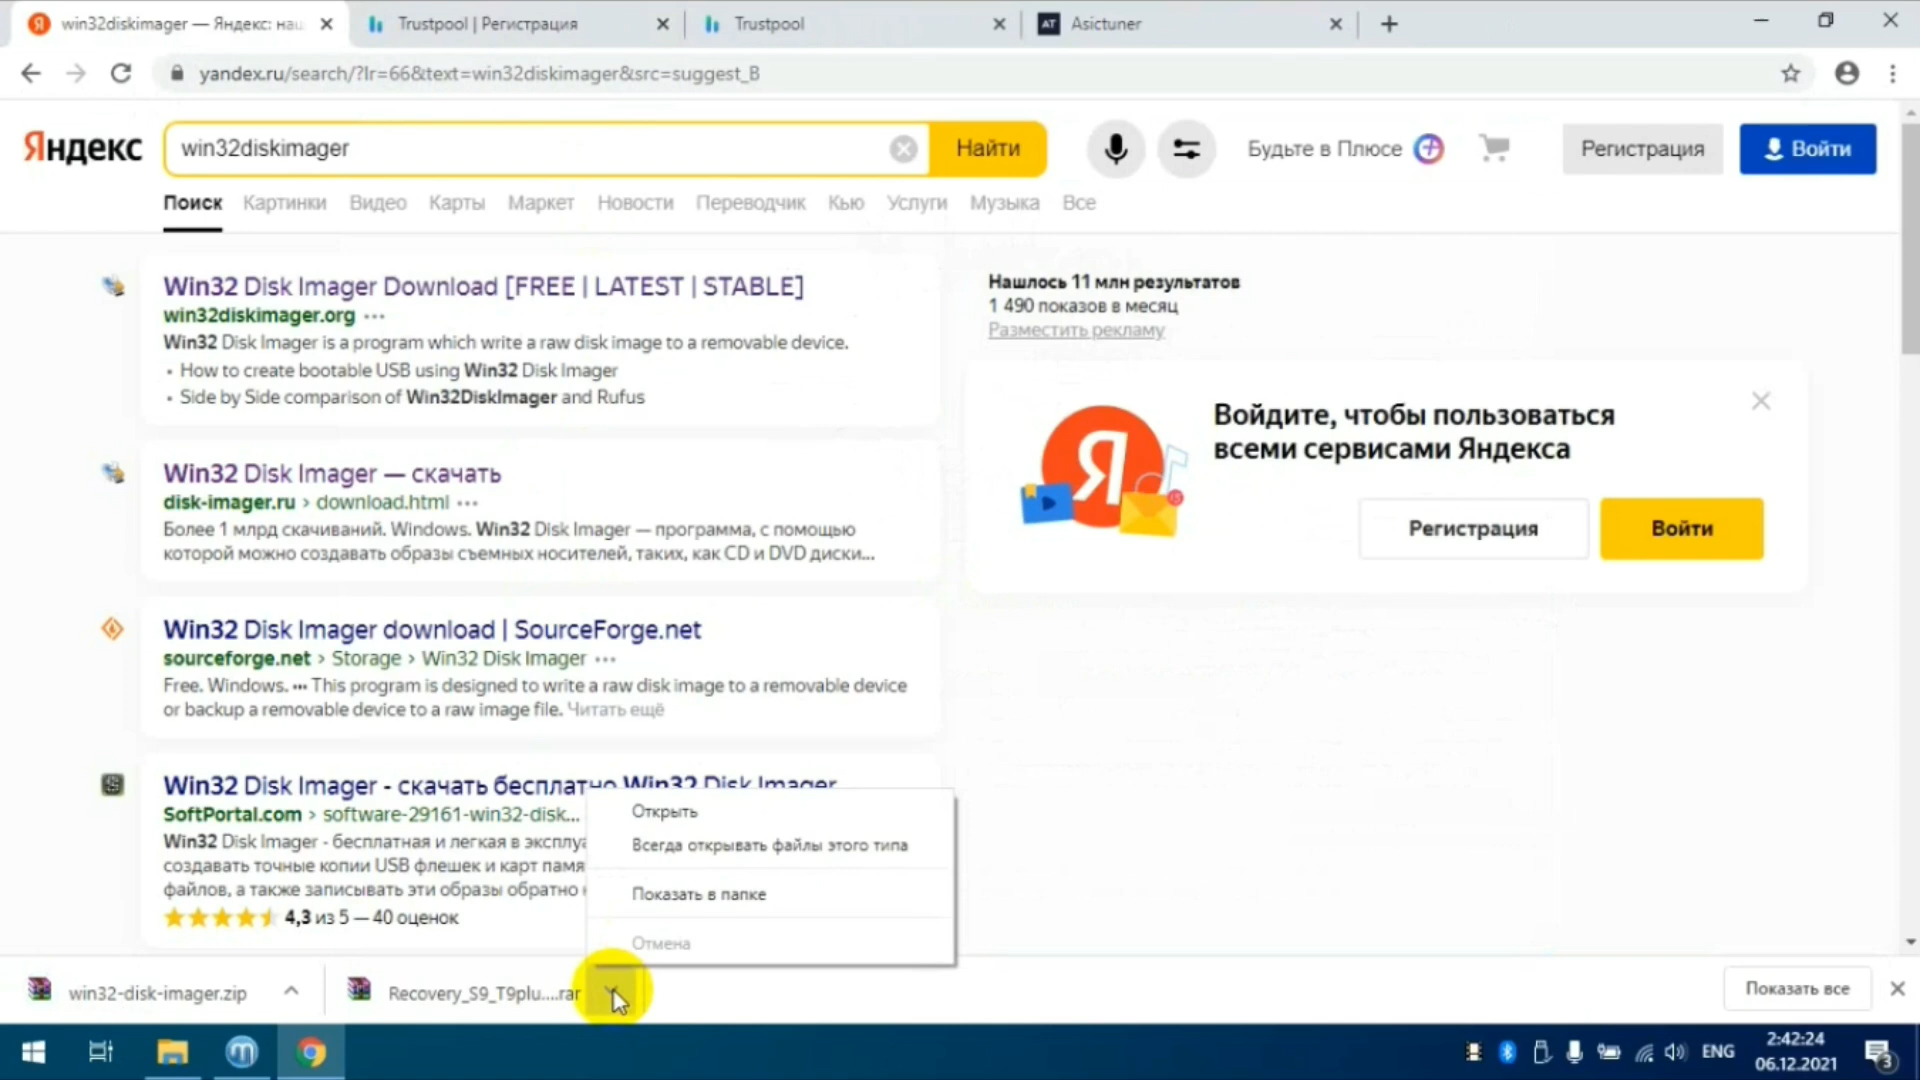 win32diskimager — Яндекс: наш
Trustpool | Регистрация
Trustpool
AT Asictuner
yandex.ru/search/?lr=66&text=win32diskimager&src=suggest_B
Яндекс
win32diskimager
Найти
Будьте в Плюсе
Регистрация
Войти
Поиск Картинки Видео Карты Маркет Новости Переводчик Кью Услуги Музыка Все
Win32 Disk Imager Download [FREE | LATEST | STABLE]
win32diskimager.org
Win32 Disk Imager is a program which write a raw disk image to a removable device.
• How to create bootable USB using Win32 Disk Imager
• Side by Side comparison of Win32DiskImager and Rufus
Нашлось 11 млн результатов
1 490 показов в месяц
Разместить рекламу
Я
Войдите, чтобы пользоваться
всеми сервисами Яндекса
Регистрация
Войти
Win32 Disk Imager — скачать
disk-imager.ru › download.html
Более 1 млрд скачиваний. Windows. Win32 Disk Imager — программа, с помощью
которой можно создавать образы съемных носителей, таких, как CD и DVD диски...
Win32 Disk Imager download | SourceForge.net
sourceforge.net › Storage › Win32 Disk Imager
Free. Windows. ••• This program is designed to write a raw disk image to a removable device
or backup a removable device to a raw image file. Читать ещё
Win32 Disk Imager - скачать бесплатно Win32 Disk Imager
SoftPortal.com › software-29161-win32-disk...
Win32 Disk Imager - бесплатная и легкая в эксплуа
создавать точные копии USB флешек и карт памя
файлов, а также записывать эти образы обратно
4,3 из 5 — 40 оценок
Открыть
Всегда открывать файлы этого типа
Показать в папке
Отмена
win32-disk-imager.zip
Recovery_S9_T9plu....rar
Показать все
ENG
2:42:24
06.12.2021
3